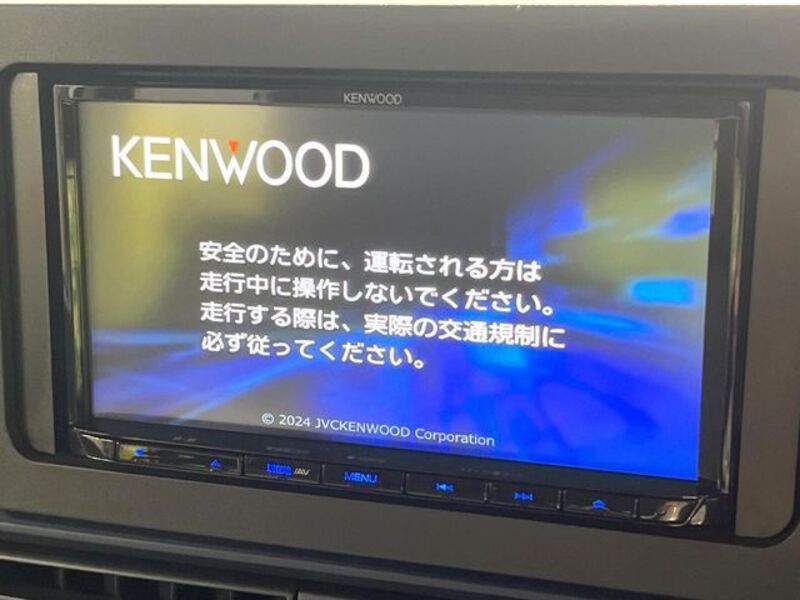 KENWOOD
KENWOOD
安全のために、運転される方は
走行中に操作しないでください。
走行する際は、実際の交通規制に
必ず従ってください。
© 2024 JVCKENWOOD Corporation
/AV MENU